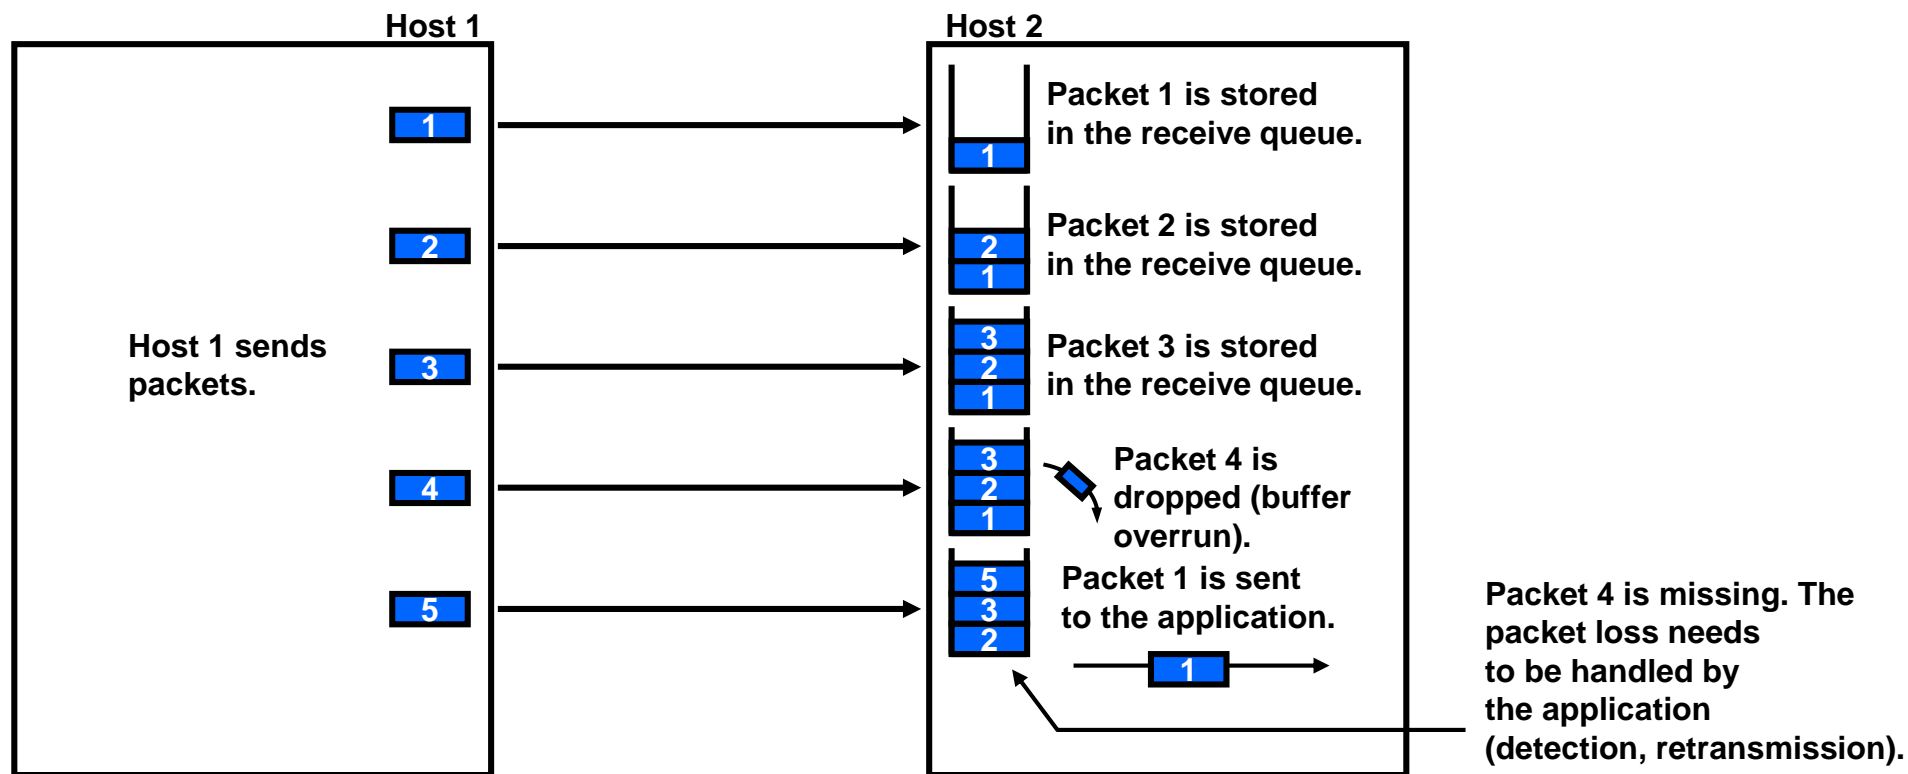 Host 1
Host 2
1
Packet 1 is stored
in the receive queue.
1
2
Packet 2 is stored
in the receive queue.
2
1
Host 1 sends
packets.
3
Packet 3 is stored
in the receive queue.
3
2
1
4
Packet 4 is
dropped (buffer
overrun).
3
2
1
5
Packet 1 is sent
to the application.
5
3
2
1
Packet 4 is missing. The
packet loss needs
to be handled by
the application
(detection, retransmission).